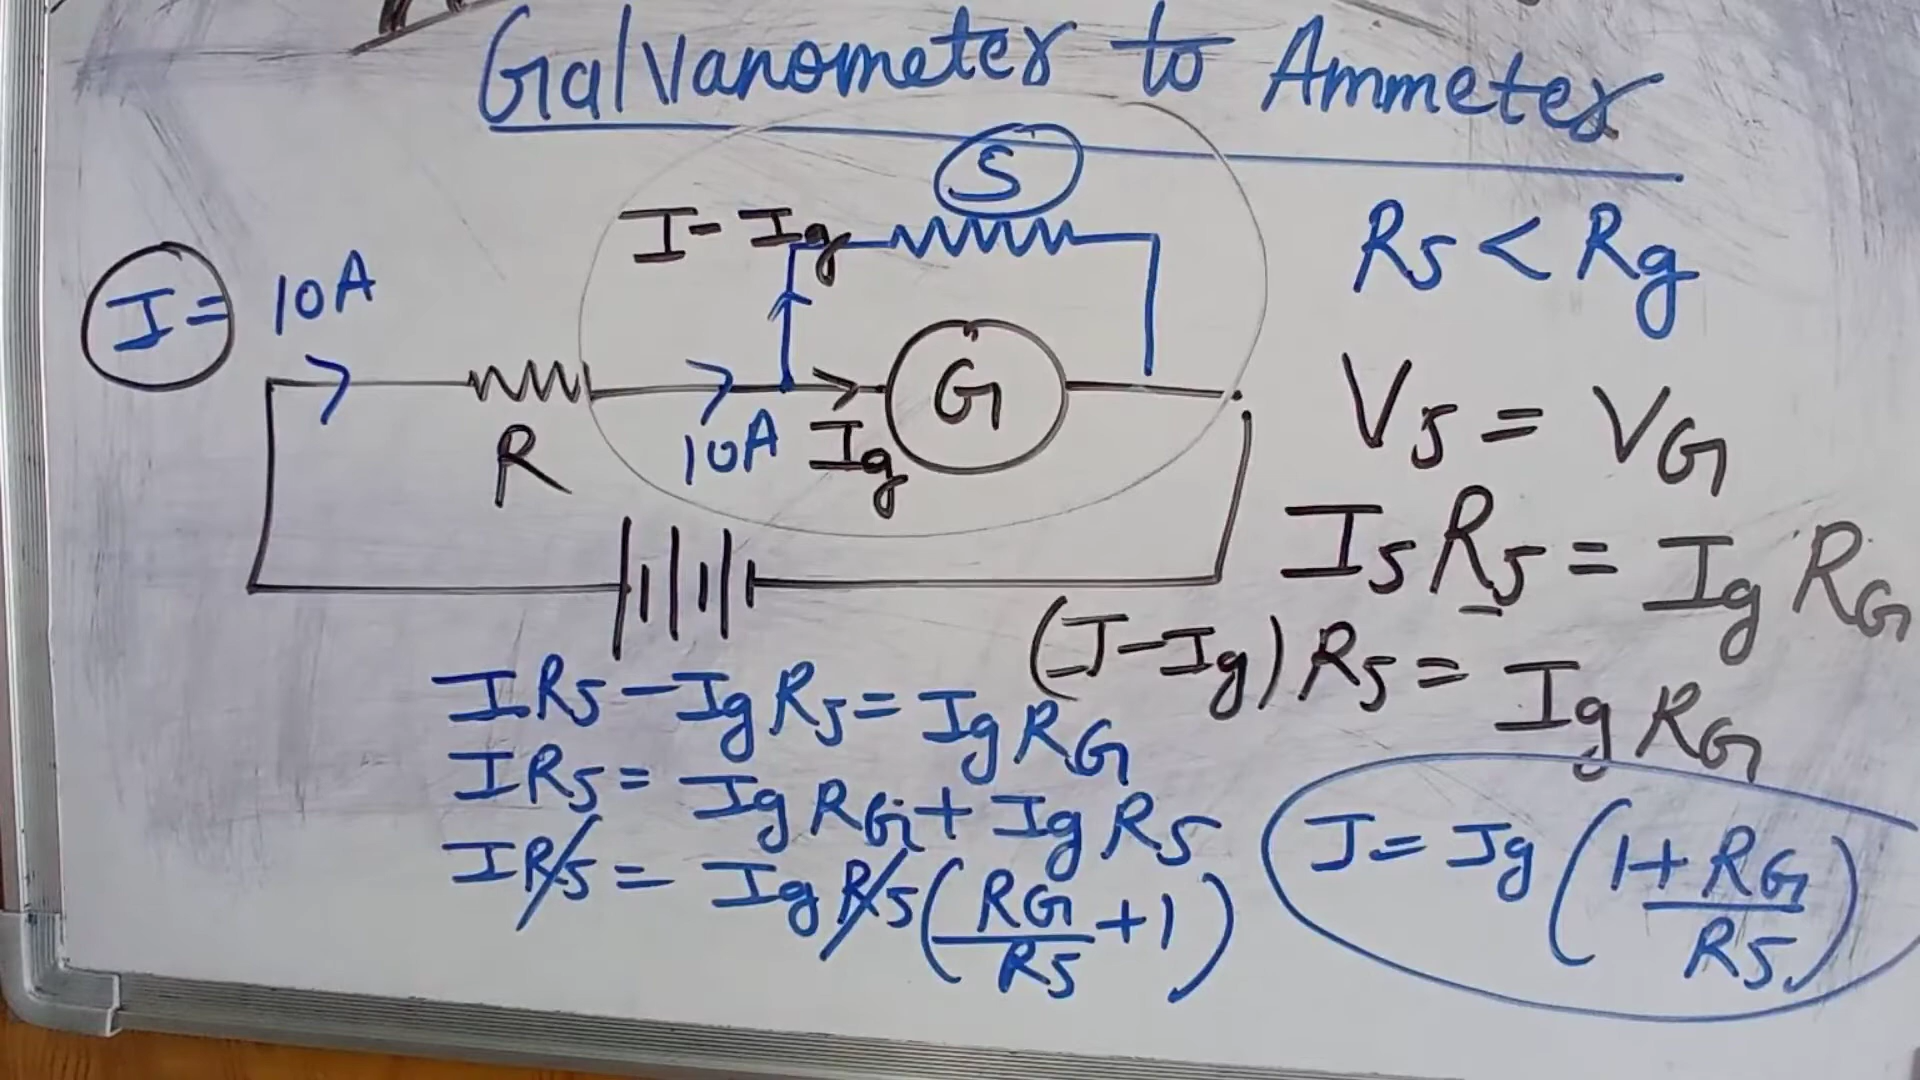 Galvanometer to Ammeter
S
I - Ig
Rs < Rg
I = 10A
G
R
10A
Ig
Vs = VG
Is Rs = Ig RG
(I-Ig) Rs = Ig RG
IRs - Ig Rs = Ig RG
IRs = Ig RG + Ig Rs
IRs = Ig Rs (RG/Rs + 1)
I = Ig (1 + RG/Rs)